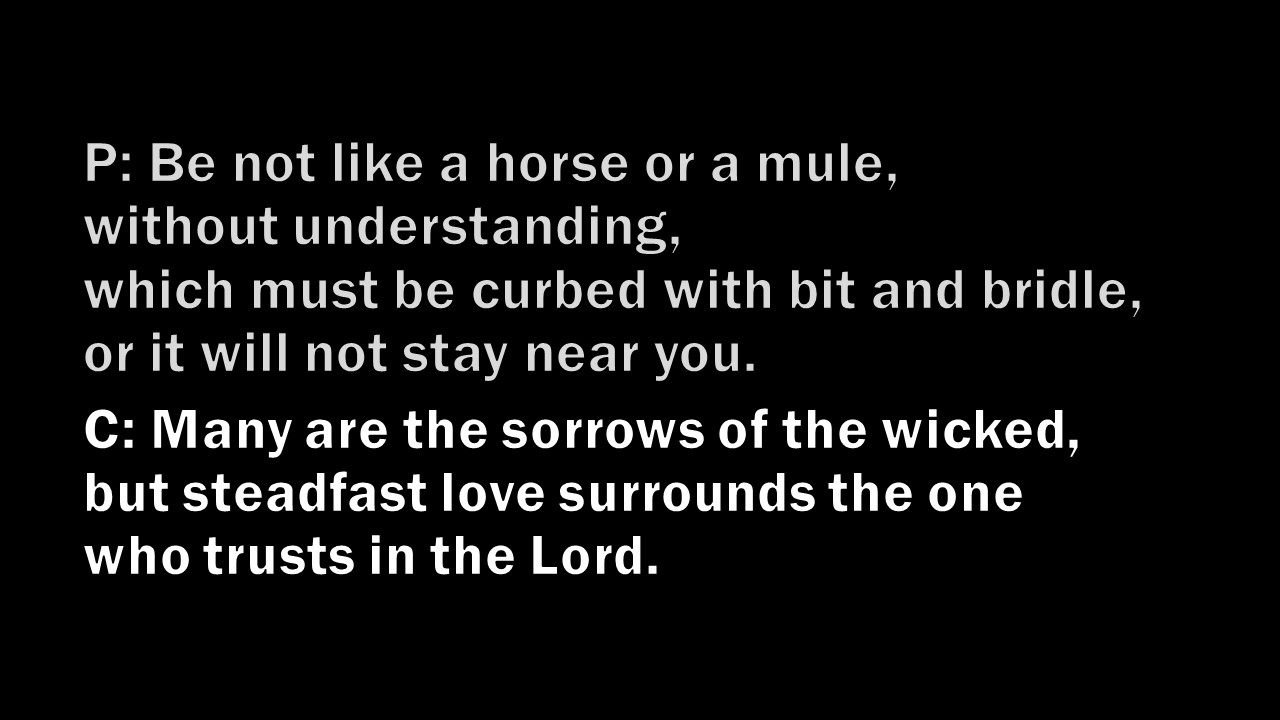 P: Be not like a horse or a mule,
without understanding,
which must be curbed with bit and bridle,
or it will not stay near you.
C: Many are the sorrows of the wicked,
but steadfast love surrounds the one
who trusts in the Lord.